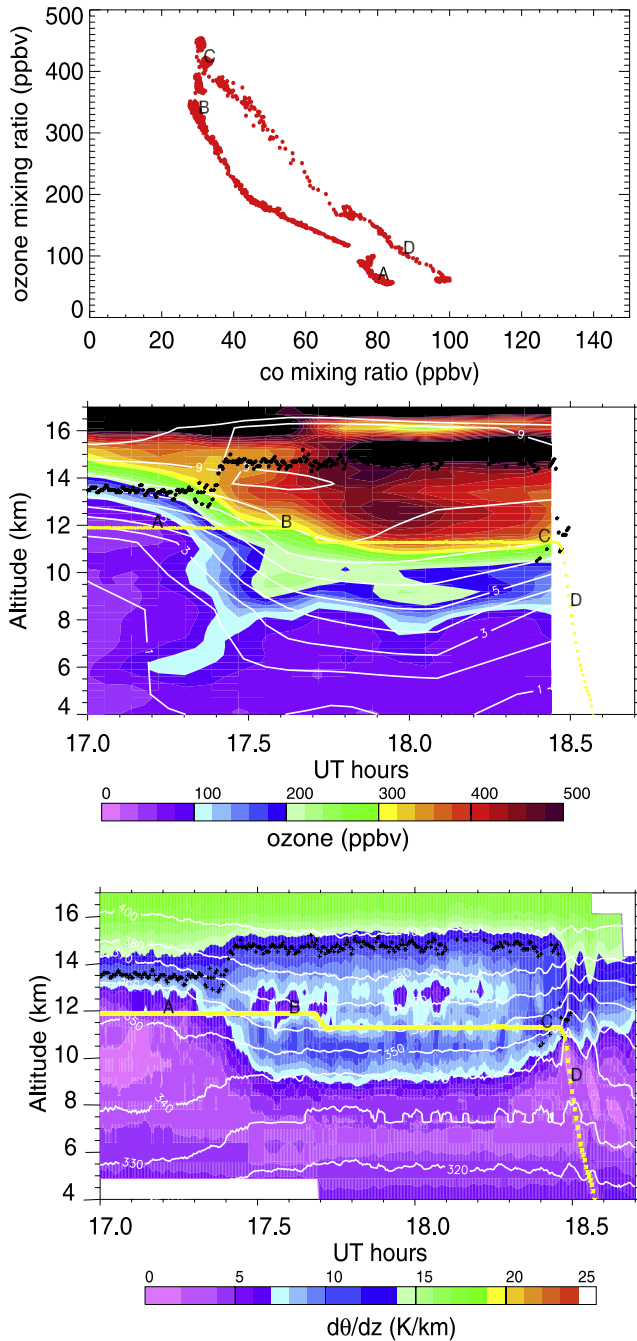 500
400
300
200
100
0
C
B
D
A
0 20 40 60 80 100 120 140
ozone mixing ratio (ppbv)
co mixing ratio (ppbv)
16
14
12
10
8
6
4
9
9
9
A
B
C
D
3
5
3
1
1
17.0 17.5 18.0 18.5
Altitude (km)
UT hours
0 100 200 300 400 500
ozone (ppbv)
16
14
12
10
8
6
4
400
380
A
B
C
D
350
350
340
330
320
17.0 17.5 18.0 18.5
Altitude (km)
UT hours
0 5 10 15 20 25
dθ/dz (K/km)